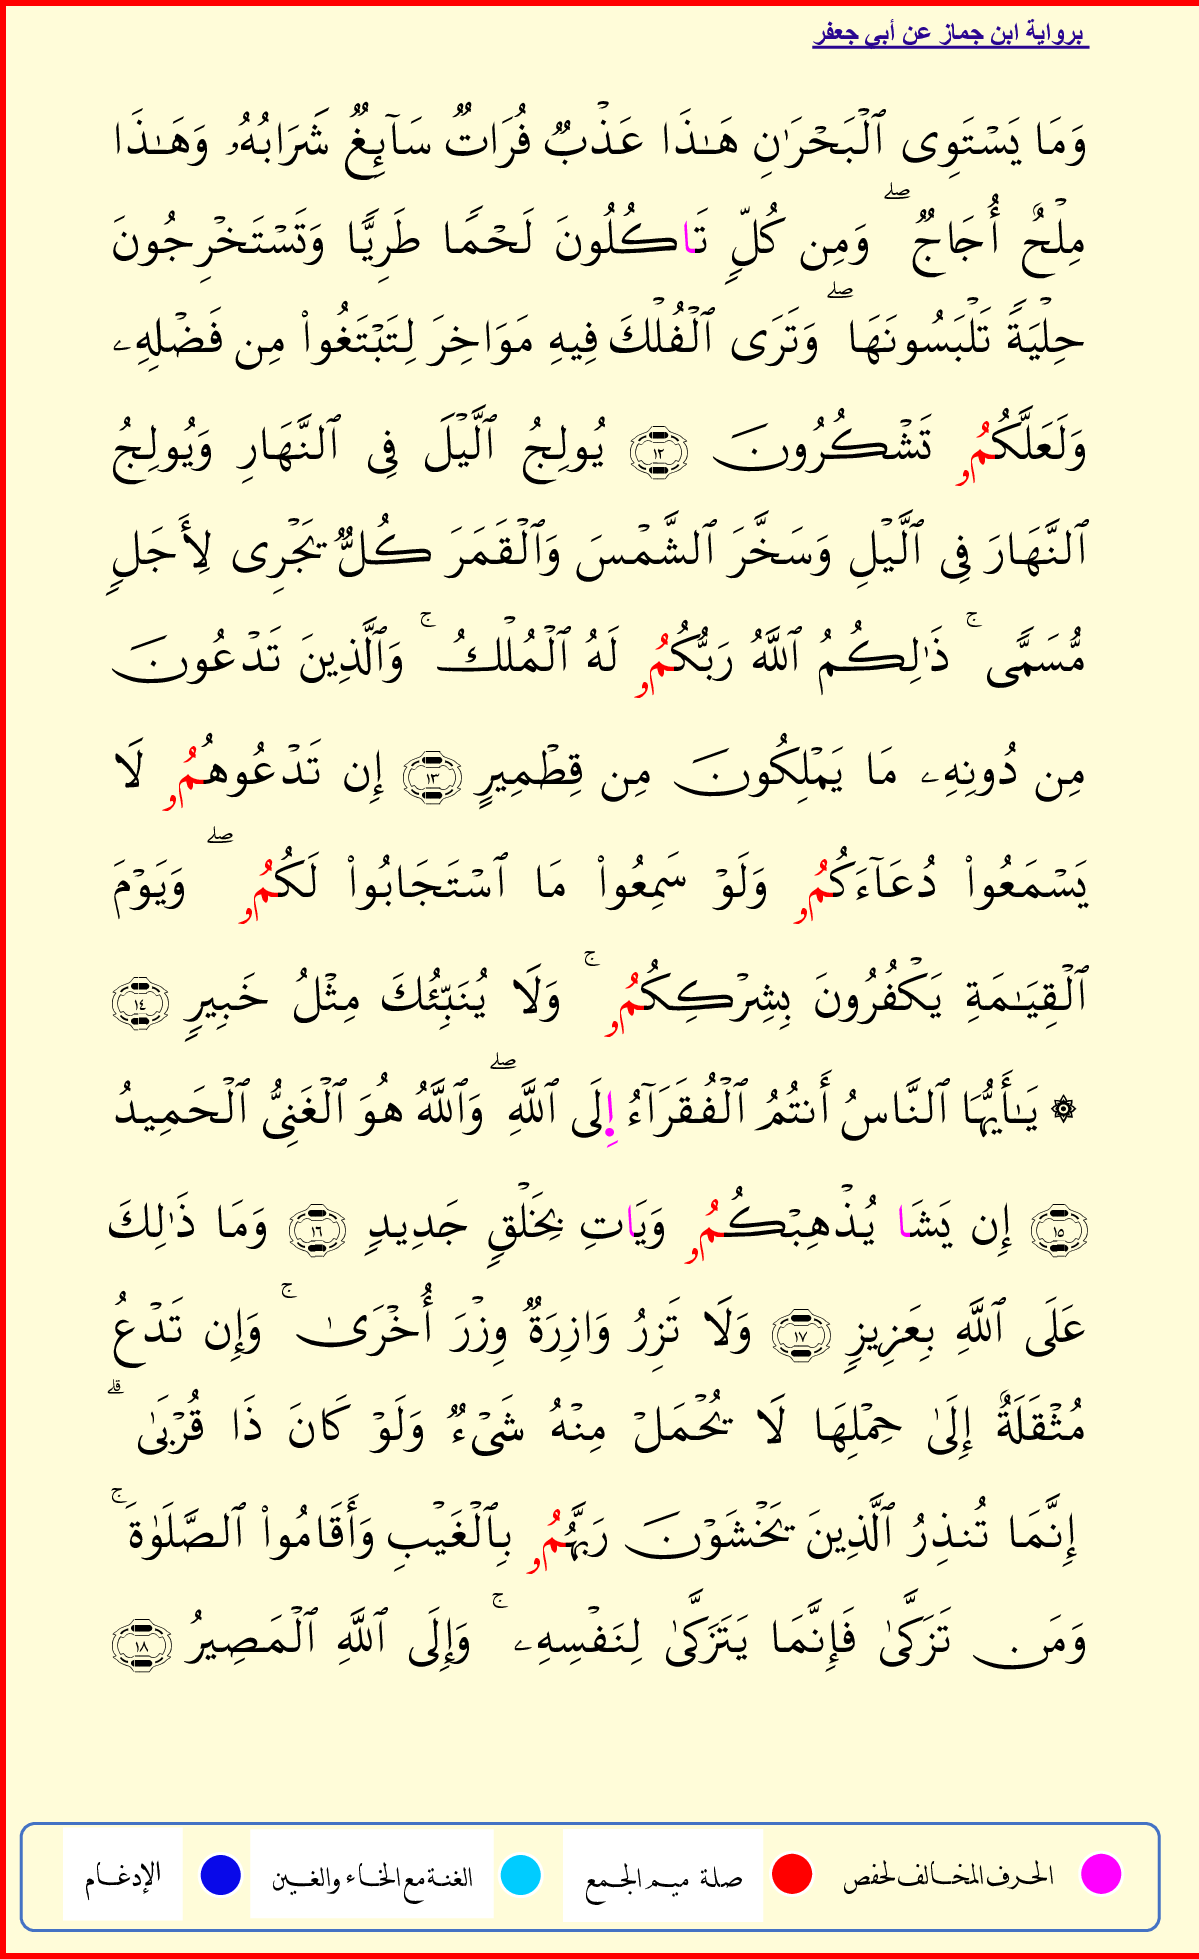 برواية ابن جماز عن أبي جعفر
وَمَا يَسۡتَوِى ٱلۡبَحۡرَٰنِ هَـٰذَا عَذۡبٌ فُرَاتٌ سَآئِغٌ شَرَابُهُۥ وَهَـٰذَا
مِلۡحٌ أُجَاجٌ ۖ وَمِن كُلٍّ تَاكُلُونَ لَحۡمًا طَرِيًّا وَتَسۡتَخۡرِجُونَ
حِلۡيَةً تَلۡبَسُونَهَا ۖ وَتَرَى ٱلۡفُلۡكَ فِيهِ مَوَاخِرَ لِتَبۡتَغُوا۟ مِن فَضۡلِهِۦ
وَلَعَلَّكُمُۥ تَشۡكُرُونَ ١٢ يُولِجُ ٱلَّيۡلَ فِى ٱلنَّهَارِ وَيُولِجُ
ٱلنَّهَارَ فِى ٱلَّيۡلِ وَسَخَّرَ ٱلشَّمۡسَ وَٱلۡقَمَرَ كُلٌّ يَجۡرِى لِأَجَلٍ
مُّسَمًّى ۚ ذَٰلِكُمُ ٱللَّهُ رَبُّكُمُۥ لَهُ ٱلۡمُلۡكُ ۚ وَٱلَّذِينَ تَدۡعُونَ
مِن دُونِهِۦ مَا يَمۡلِكُونَ مِن قِطۡمِيرٍ ١٣ إِن تَدۡعُوهُمُۥ لَا
يَسۡمَعُوا۟ دُعَآءَكُمُۥ وَلَوۡ سَمِعُوا۟ مَا ٱسۡتَجَابُوا۟ لَكُمُۥ ۖ وَيَوۡمَ
ٱلۡقِيَـٰمَةِ يَكۡفُرُونَ بِشِرۡكِكُمُۥ ۚ وَلَا يُنَبِّئُكَ مِثۡلُ خَبِيرٍ ١٤
۞ يَـٰأَيُّهَا ٱلنَّاسُ أَنتُمُ ٱلۡفُقَرَآءُ إِلَى ٱللَّهِ ۖ وَٱللَّهُ هُوَ ٱلۡغَنِىُّ ٱلۡحَمِيدُ
١٥ إِن يَشَا يُذۡهِبۡكُمُۥ وَيَاتِ بِخَلۡقٍ جَدِيدٍ ١٦ وَمَا ذَٰلِكَ
عَلَى ٱللَّهِ بِعَزِيزٍ ١٧ وَلَا تَزِرُ وَازِرَةٌ وِزۡرَ أُخۡرَىٰ ۚ وَإِن تَدۡعُ
مُثۡقَلَةٌ إِلَىٰ حِمۡلِهَا لَا يُحۡمَلۡ مِنۡهُ شَىۡءٌ وَلَوۡ كَانَ ذَا قُرۡبَىٰ ۗ
إِنَّمَا تُنذِرُ ٱلَّذِينَ يَخۡشَوۡنَ رَبَّهُمُۥ بِٱلۡغَيۡبِ وَأَقَامُوا۟ ٱلصَّلَوٰةَ ۚ
وَمَن تَزَكَّىٰ فَإِنَّمَا يَتَزَكَّىٰ لِنَفۡسِهِۦ ۚ وَإِلَى ٱللَّهِ ٱلۡمَصِيرُ ١٨
الحرف المخالف لحفص صلة ميم الجمع الغنة مع الخاء والغين الإدغام